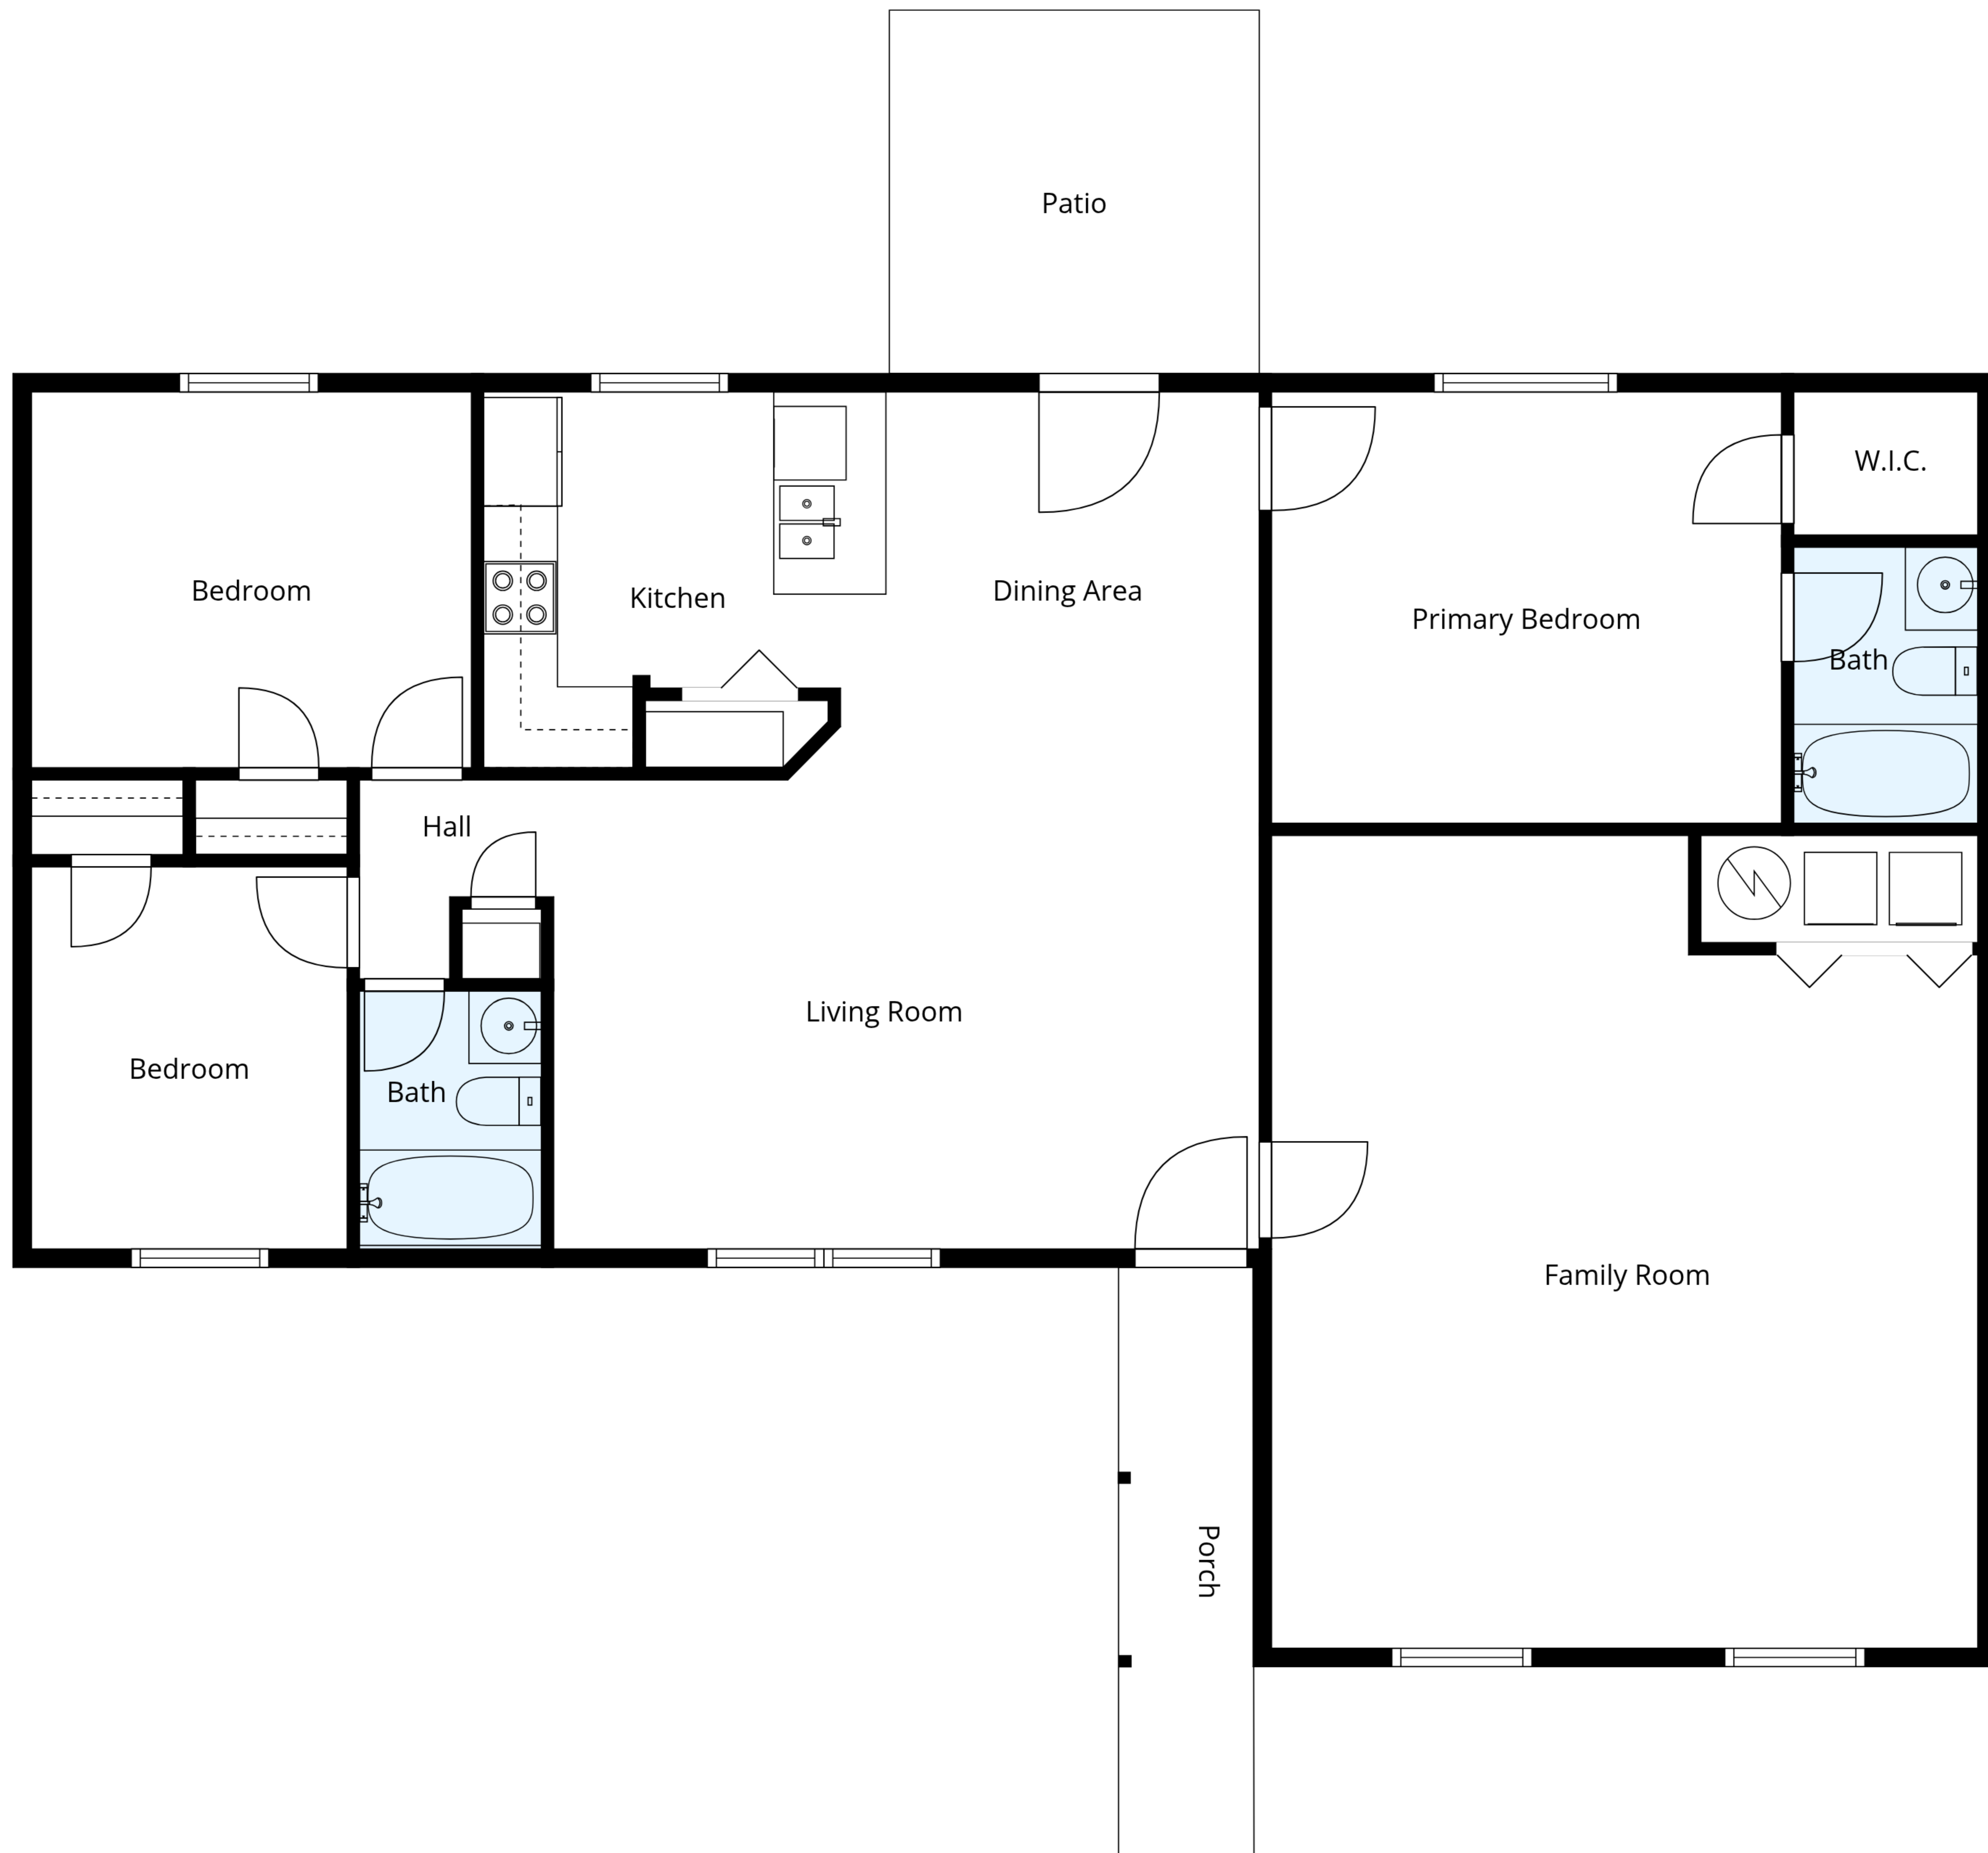 Patio
W.I.C.
Bedroom
Kitchen
Dining Area
Primary Bedroom
Bath
Hall
Living Room
Bedroom
Bath
Family Room
Porch